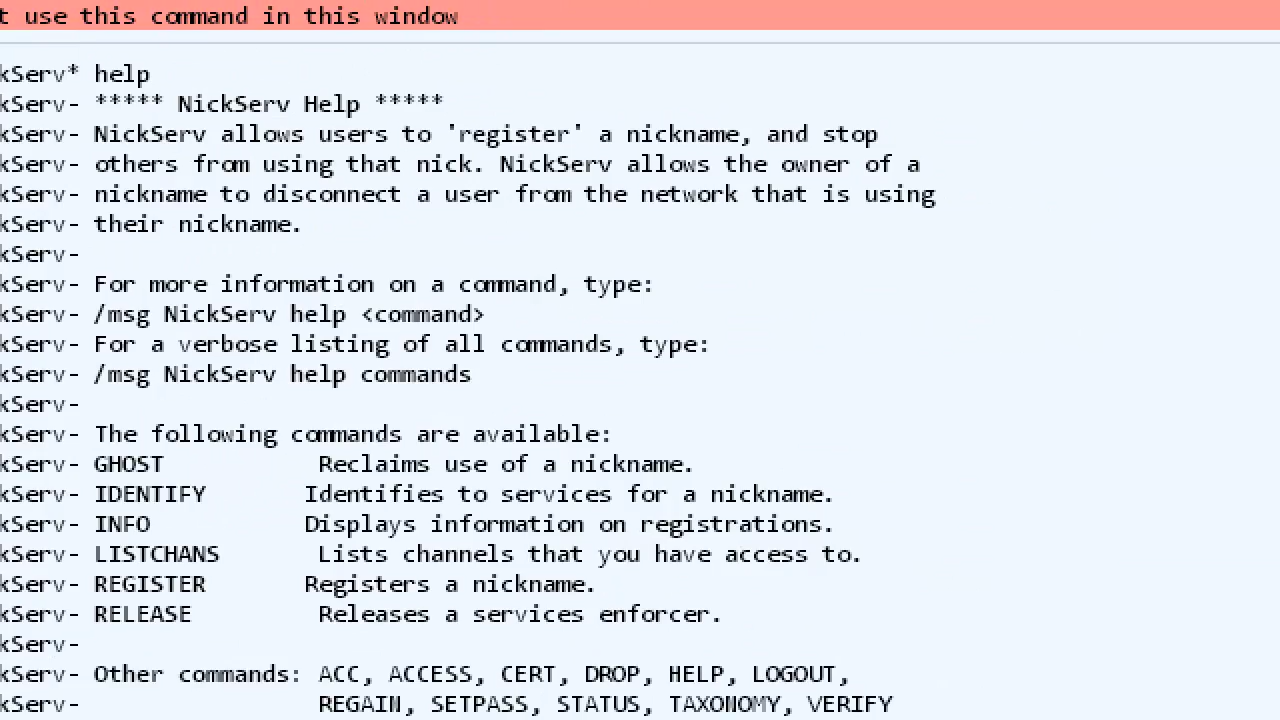 t use this command in this window
kServ* help
kServ- ***** NickServ Help *****
kServ- NickServ allows users to 'register' a nickname, and stop
kServ- others from using that nick. NickServ allows the owner of a
kServ- nickname to disconnect a user from the network that is using
kServ- their nickname.
kServ-
kServ- For more information on a command, type:
kServ- /msg NickServ help <command>
kServ- For a verbose listing of all commands, type:
kServ- /msg NickServ help commands
kServ-
kServ- The following commands are available:
kServ- GHOST           Reclaims use of a nickname.
kServ- IDENTIFY       Identifies to services for a nickname.
kServ- INFO           Displays information on registrations.
kServ- LISTCHANS       Lists channels that you have access to.
kServ- REGISTER       Registers a nickname.
kServ- RELEASE         Releases a services enforcer.
kServ-
kServ- Other commands: ACC, ACCESS, CERT, DROP, HELP, LOGOUT,
kServ-                 REGAIN, SETPASS, STATUS, TAXONOMY, VERIFY